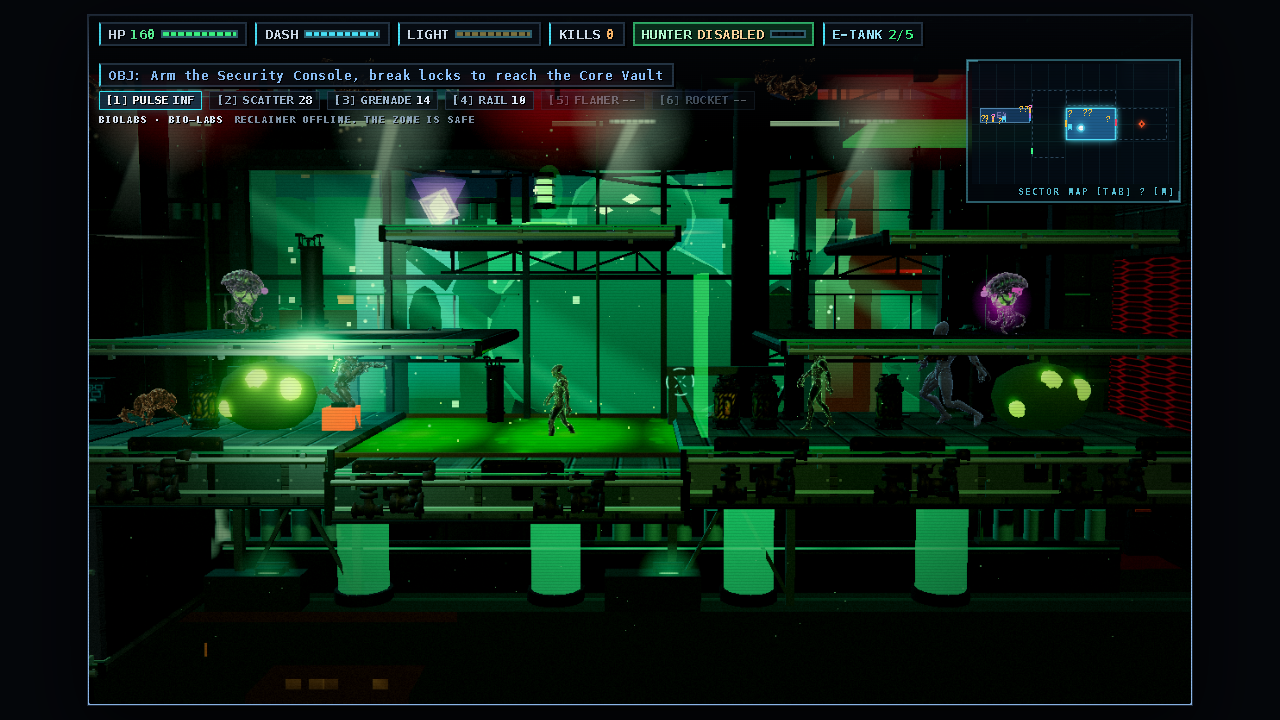 HP 160 DASH LIGHT KILLS 0 HUNTER DISABLED E-TANK 2/5
OBJ: Arm the Security Console, break locks to reach the Core Vault
[1] PULSE INF [2] SCATTER 28 [3] GRENADE 14 [4] RAIL 10 [5] FLAMER -- [6] ROCKET --
BIOLABS · BIO-LABS RECLAIMER OFFLINE. THE ZONE IS SAFE
SECTOR MAP [TAB] ? [M]